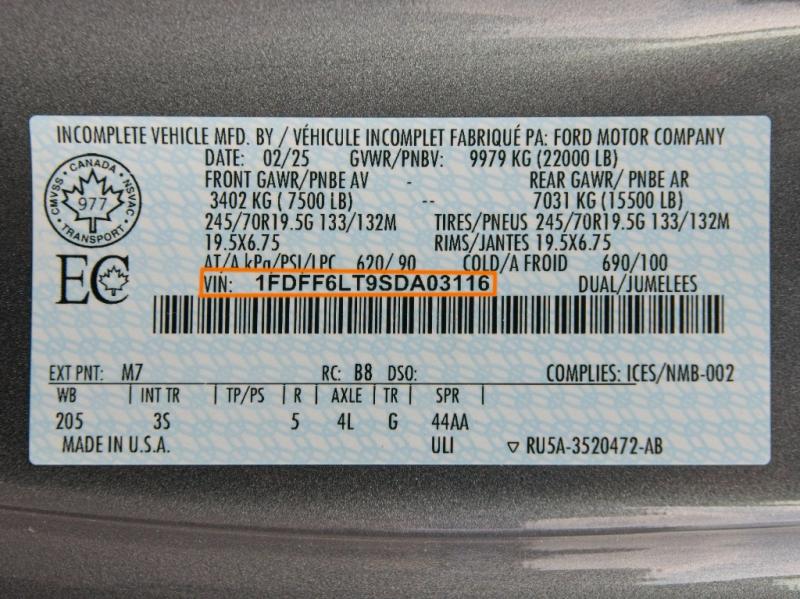 INCOMPLETE VEHICLE MFD. BY / VÉHICULE INCOMPLET FABRIQUÉ PA: FORD MOTOR COMPANY
DATE: 02/25 GVWR/PNBV: 9979 KG (22000 LB)
FRONT GAWR/PNBE AV - REAR GAWR/ PNBE AR
3402 KG ( 7500 LB) -- 7031 KG (15500 LB)
245/70R19.5G 133/132M TIRES/PNEUS 245/70R19.5G 133/132M
19.5X6.75 RIMS/JANTES 19.5X6.75
AT/A kPa/PSI/LPC 620/ 90 COLD/A FROID 690/100
VIN: 1FDFF6LT9SDA03116 DUAL/JUMELEES
CANADA
CMVSS NSVAC
977
TRANSPORT
EC
EXT PNT: M7 RC: B8 DSO: COMPLIES: ICES/NMB-002
WB | INT TR | TP/PS | R | AXLE | TR | SPR |
205 3S 5 4L G 44AA
MADE IN U.S.A. ULI ▽ RU5A-3520472-AB